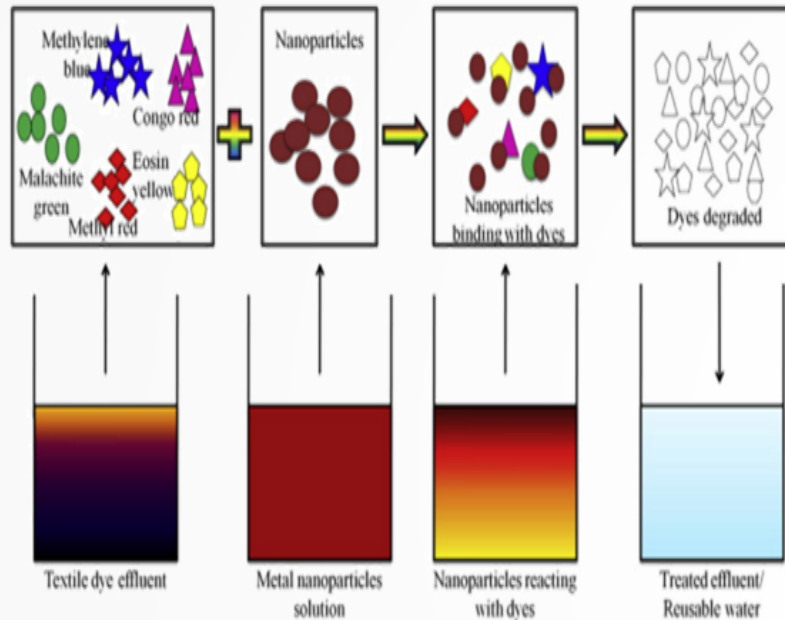 Methylene
blue
Congo red
Malachite
green
Eosin
yellow
Methyl red
Nanoparticles
Nanoparticles
binding with dyes
Dyes degraded
Textile dye effluent
Metal nanoparticles
solution
Nanoparticles reacting
with dyes
Treated effluent/
Reusable water